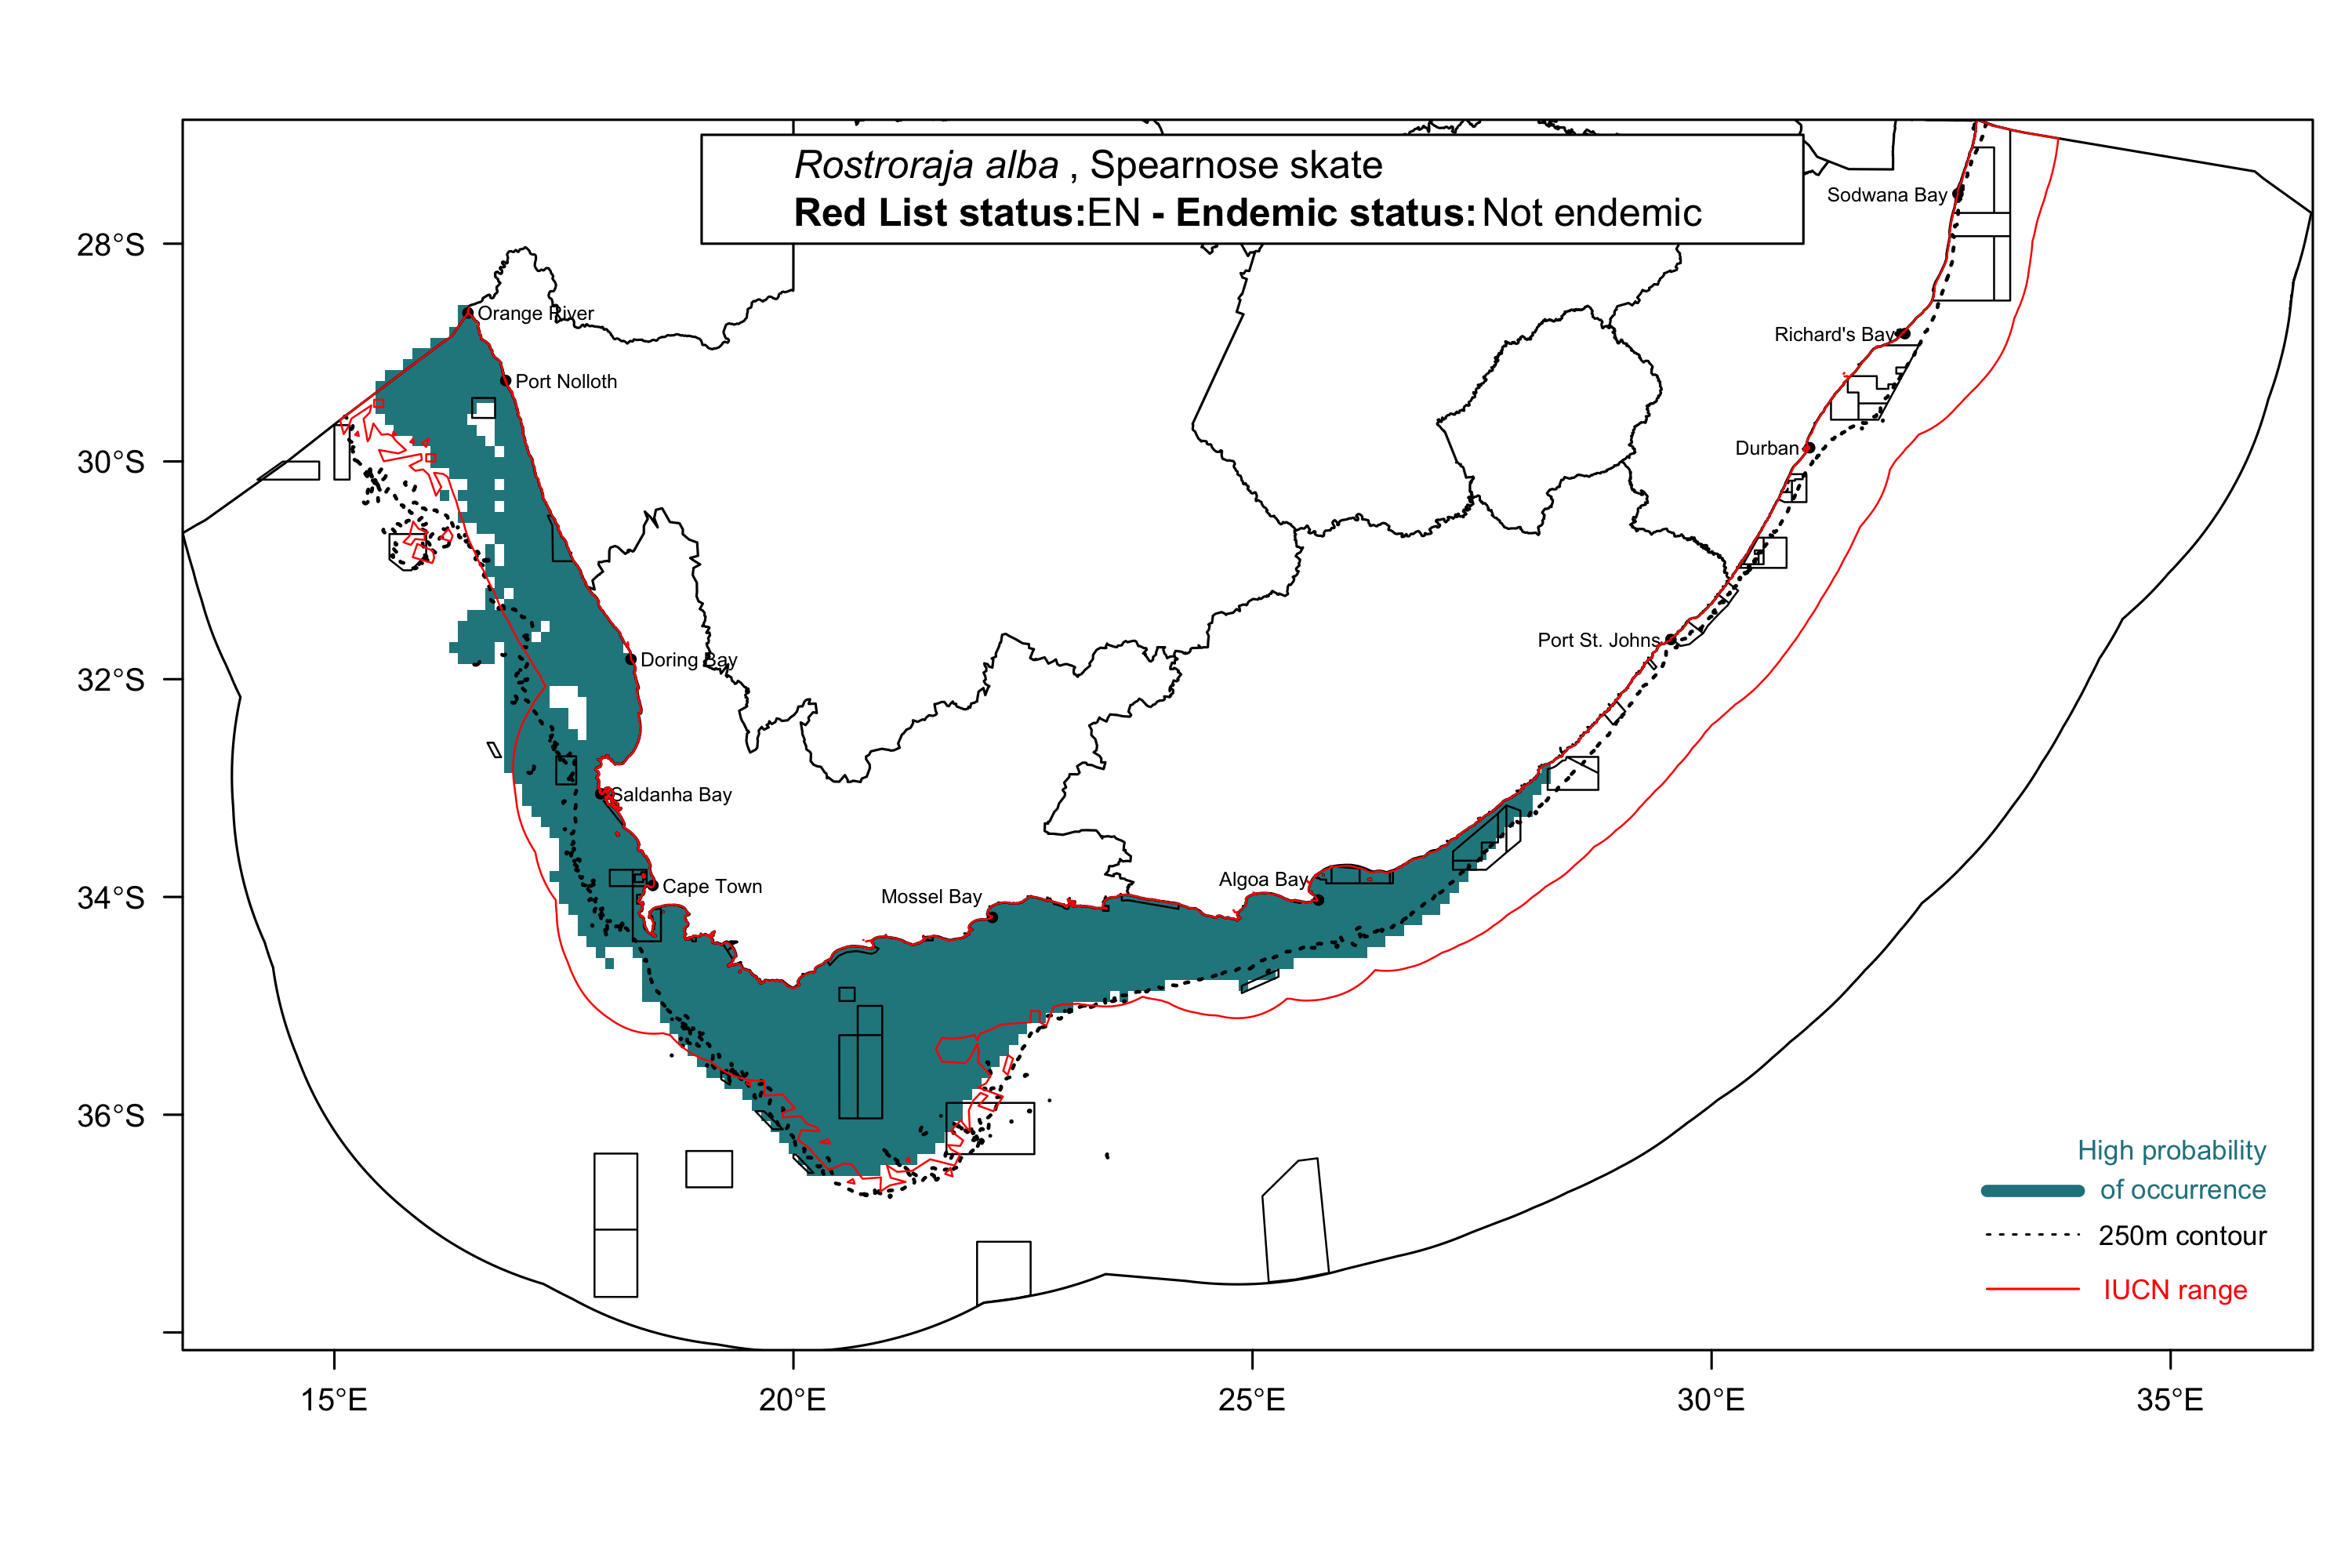 Rostroraja alba , Spearnose skate
Red List status:EN - Endemic status: Not endemic
28°S
30°S
32°S
34°S
36°S
Sodwana Bay
Orange River
Richard's Bay
Port Nolloth
Durban
Port St. Johns
Doring Bay
Saldanha Bay
Cape Town
Mossel Bay
Algoa Bay
High probability
of occurrence
250m contour
IUCN range
15°E
20°E
25°E
30°E
35°E